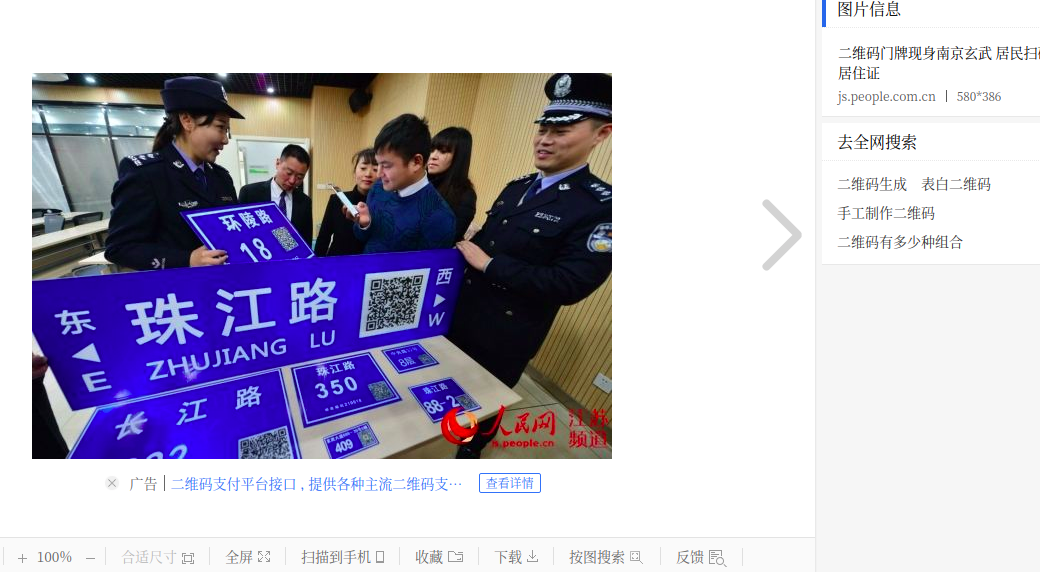 图片信息
二维码门牌现身南京玄武 居民扫
居住证
js.people.com.cn | 580*386
去全网搜索
二维码生成 表白二维码
手工制作二维码
二维码有多少种组合
环陵路
18
东
珠江路
西
E
ZHUJIANG LU
W
长江路
珠江路
350
8层
珠江路
88-2
409
人民网
js.people.cn
江苏
频道
广告 | 二维码支付平台接口，提供各种主流二维码支…
查看详情
+ 100% −
合适尺寸
全屏
扫描到手机
收藏
下载
按图搜索
反馈